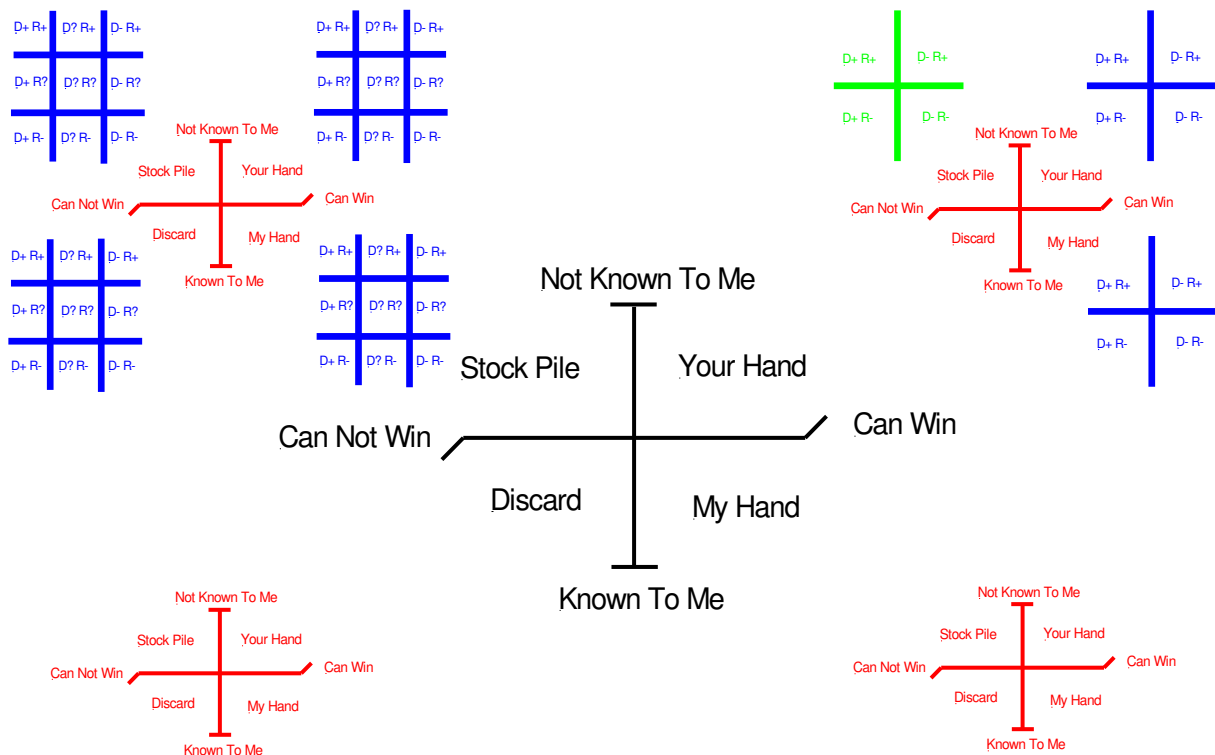 D+ R+ D? R+ D- R+
D+ R? D? R? D- R?
D+ R- D? R- D- R-
D+ R+ D? R+ D- R+
D+ R? D? R? D- R?
D+ R- D? R- D- R-
Not Known To Me
Stock Pile Your Hand
Can Not Win Can Win
Discard My Hand
Known To Me
D+ R+ D? R+ D- R+
D+ R? D? R? D- R?
D+ R- D? R- D- R-
D+ R+ D? R+ D- R+
D+ R? D? R? D- R?
D+ R- D? R- D- R-
D+ R+ D- R+
D+ R- D- R-
D+ R+ D- R+
D+ R- D- R-
Not Known To Me
Stock Pile Your Hand
Can Not Win Can Win
Discard My Hand
Known To Me
D+ R+ D- R+
D+ R- D- R-
Not Known To Me
Stock Pile Your Hand
Can Not Win Can Win
Discard My Hand
Known To Me
Not Known To Me
Stock Pile Your Hand
Can Not Win Can Win
Discard My Hand
Known To Me
Not Known To Me
Stock Pile Your Hand
Can Not Win Can Win
Discard My Hand
Known To Me